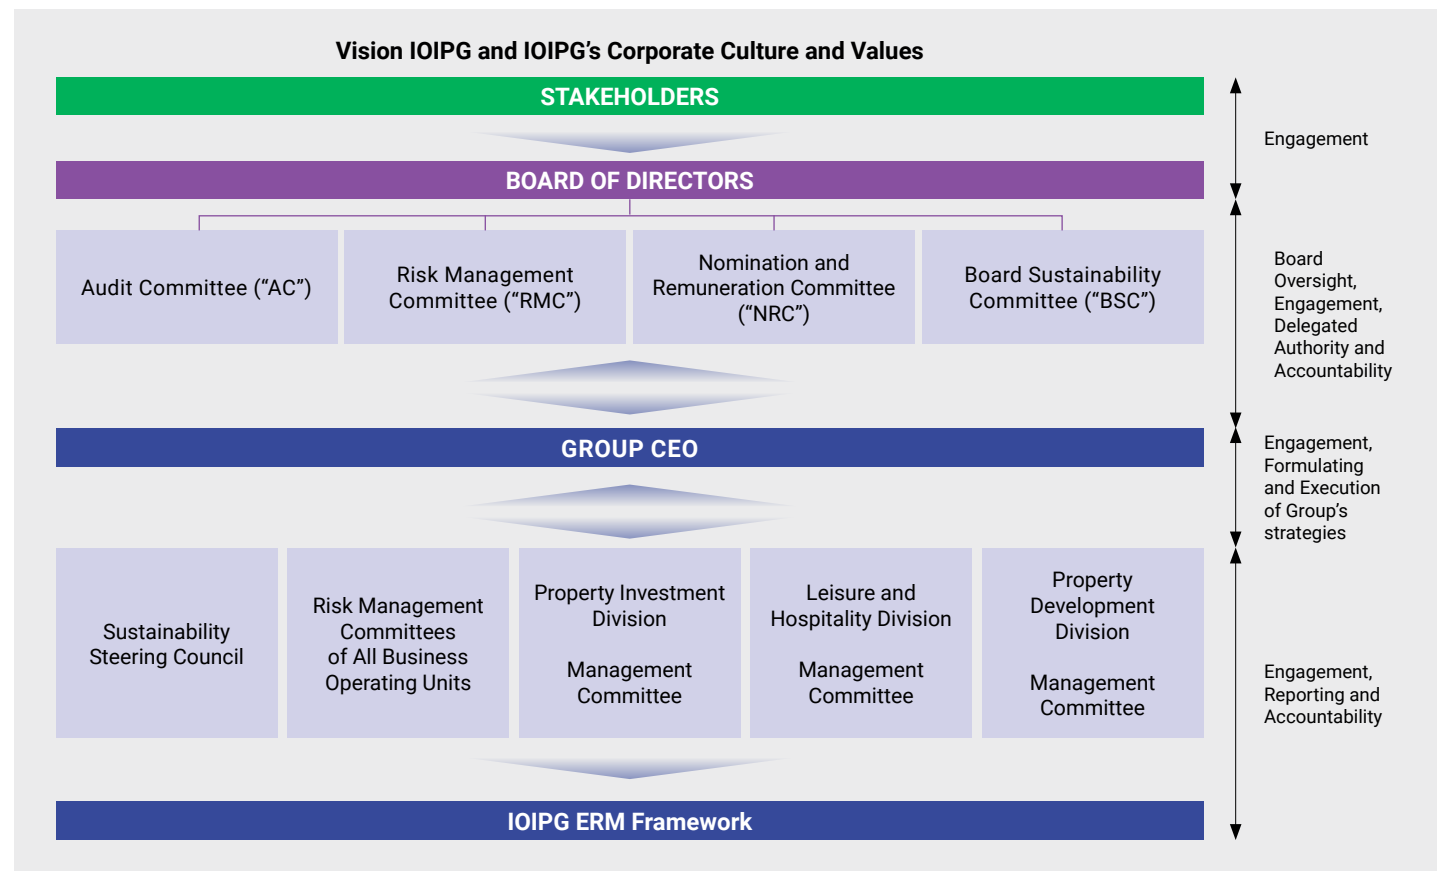 Vision IOIPG and IOIPG’s Corporate Culture and Values
STAKEHOLDERS
Engagement
BOARD OF DIRECTORS
Audit Committee (“AC”)
Risk Management
Committee (“RMC”)
Nomination and
Remuneration Committee
(“NRC”)
Board Sustainability
Committee (“BSC”)
Board
Oversight,
Engagement,
Delegated
Authority and
Accountability
GROUP CEO
Engagement,
Formulating
and Execution
of Group’s
strategies
Sustainability
Steering Council
Risk Management
Committees
of All Business
Operating Units
Property Investment
Division
Management
Committee
Leisure and
Hospitality Division
Management
Committee
Property
Development
Division
Management
Committee
Engagement,
Reporting and
Accountability
IOIPG ERM Framework